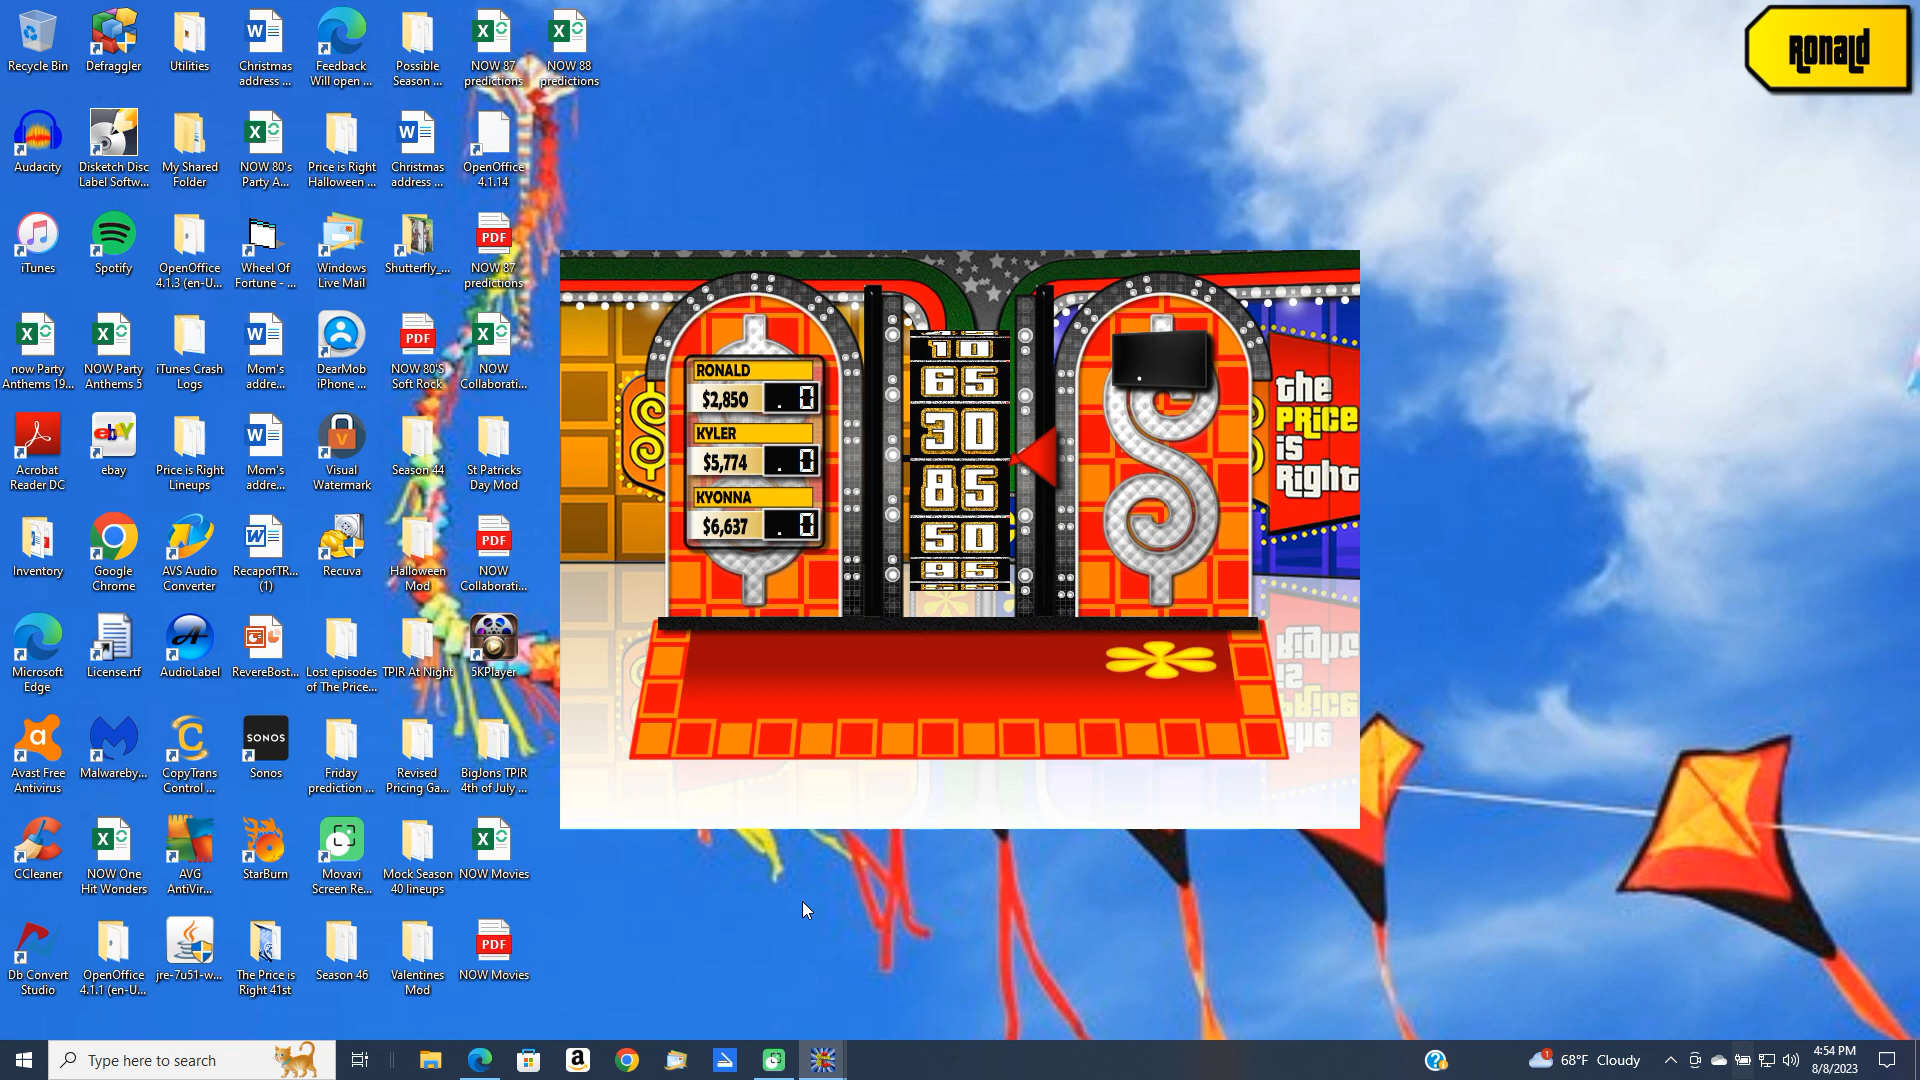 Recycle Bin
Defraggler
Utilities
Christmas
address ...
Feedback
Will open ...
Possible
Season ...
NOW 87
predictions
NOW 88
predictions
Ronald
Audacity
Disketch Disc
Label Softw...
My Shared
Folder
NOW 80's
Party A...
Price is Right
Halloween ...
Christmas
address ...
OpenOffice
4.1.14
iTunes
Spotify
OpenOffice
4.1.3 (en-U...
Wheel Of
Fortune - ...
Windows
Live Mail
Shutterfly_...
PDF
NOW 87
predictions
now Party
Anthems 19...
NOW Party
Anthems 5
iTunes Crash
Logs
Mom's
addre...
DearMob
iPhone ...
PDF
NOW 80'S
Soft Rock
NOW
Collaborati...
Acrobat
Reader DC
ebay
ebay
Price is Right
Lineups
Mom's
addre...
Visual
Watermark
Season 44
St Patricks
Day Mod
Inventory
Google
Chrome
AVS Audio
Converter
RecapofTR...
(1)
Recuva
Halloween
Mod
PDF
NOW
Collaborati...
Microsoft
Edge
License.rtf
AudioLabel
RevereBost...
Lost episodes
of The Price...
TPIR At Night
5KPlayer
Avast Free
Antivirus
Malwareby...
CopyTrans
Control ...
SONOS
Sonos
Friday
prediction ...
Revised
Pricing Ga...
BigJons TPIR
4th of July ...
CCleaner
NOW One
Hit Wonders
AVG
AntiVir...
StarBurn
Movavi
Screen Re...
Mock Season
40 lineups
NOW Movies
Db Convert
Studio
OpenOffice
4.1.1 (en-U...
jre-7u51-w...
The Price is
Right 41st
Season 46
Valentines
Mod
PDF
NOW Movies
RONALD
$2,850 .0
KYLER
$5,774 .0
KYONNA
$6,637 .0
10
65
30
85
50
95
the
PRICE
is
Right
Type here to search
68°F Cloudy
4:54 PM
8/8/2023